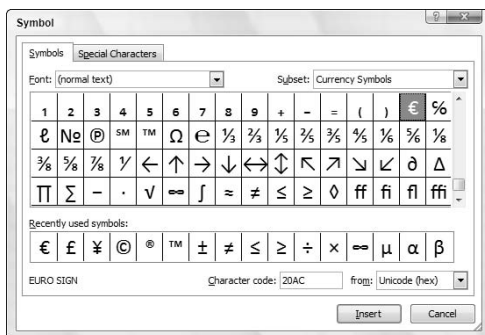 Symbol
Symbols Special Characters
Font: (normal text) Subset: Currency Symbols
1 2 3 4 5 6 7 8 9 + − = ( ) € ℅
ℓ № ℗ ℠ ™ Ω ℮ ⅓ ⅔ ⅕ ⅖ ⅗ ⅘ ⅙ ⅚ ⅛
⅜ ⅝ ⅞ ⅟ ← ↑ → ↓ ↔ ↕ ↖ ↗ ↘ ↙ ∂ ∆
∏ ∑ − ∙ √ ∞ ∫ ≈ ≠ ≤ ≥ ◊ ff fi fl ffi
Recently used symbols:
€ £ ¥ © ® ™ ± ≠ ≤ ≥ ÷ × ∞ µ α β
EURO SIGN Character code: 20AC from: Unicode (hex)
Insert Cancel